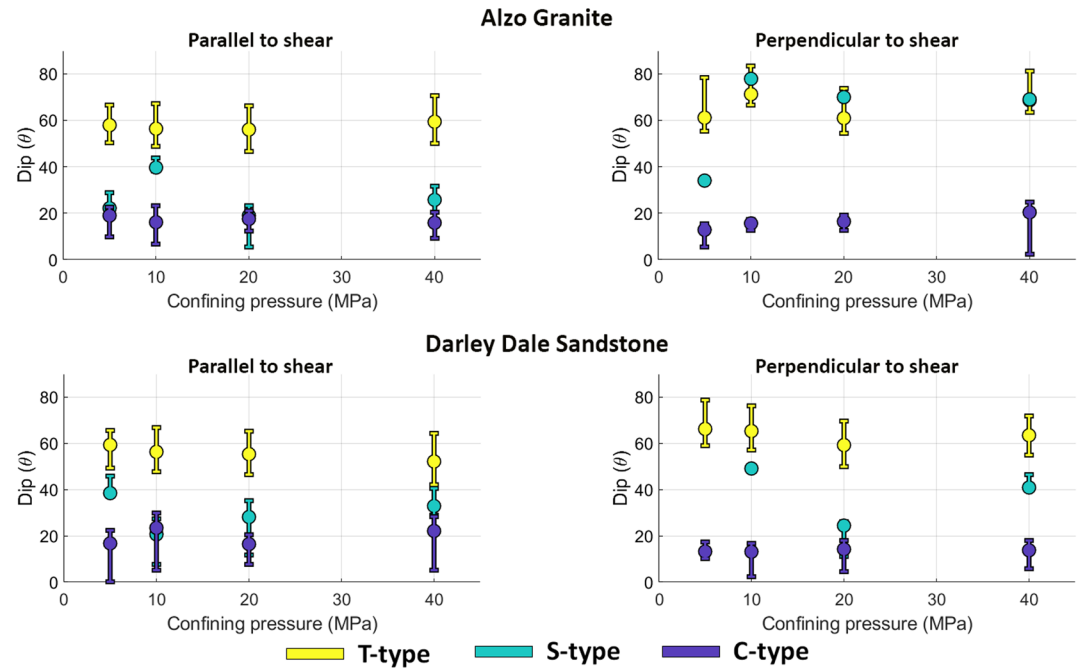 Alzo Granite
Parallel to shear
80
60
40
20
0
Dip (θ)
0 10 20 30 40
Confining pressure (MPa)
Perpendicular to shear
80
60
40
20
0
Dip (θ)
0 10 20 30 40
Confining pressure (MPa)
Darley Dale Sandstone
Parallel to shear
80
60
40
20
0
Dip (θ)
0 10 20 30 40
Confining pressure (MPa)
Perpendicular to shear
80
60
40
20
0
Dip (θ)
0 10 20 30 40
Confining pressure (MPa)
T-type S-type C-type